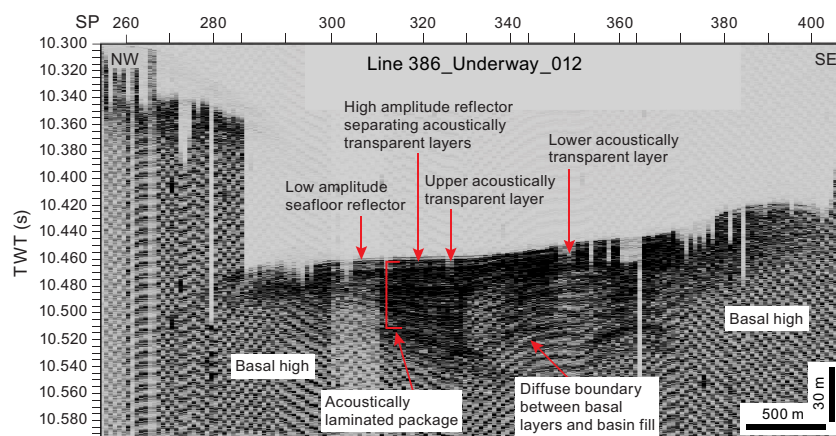 SP 260 280 300 320 340 360 380 400
10.300
10.320
10.340
10.360
10.380
10.400
10.420
10.440
10.460
10.480
10.500
10.520
10.540
10.560
10.580
TWT (s)
NW
Line 386_Underway_012
SE
High amplitude reflector
separating acoustically
transparent layers
Lower acoustically
transparent layer
Low amplitude
seafloor reflector
Upper acoustically
transparent layer
Basal high
Basal high
Acoustically
laminated package
Diffuse boundary
between basal
layers and basin fill
30 m
500 m